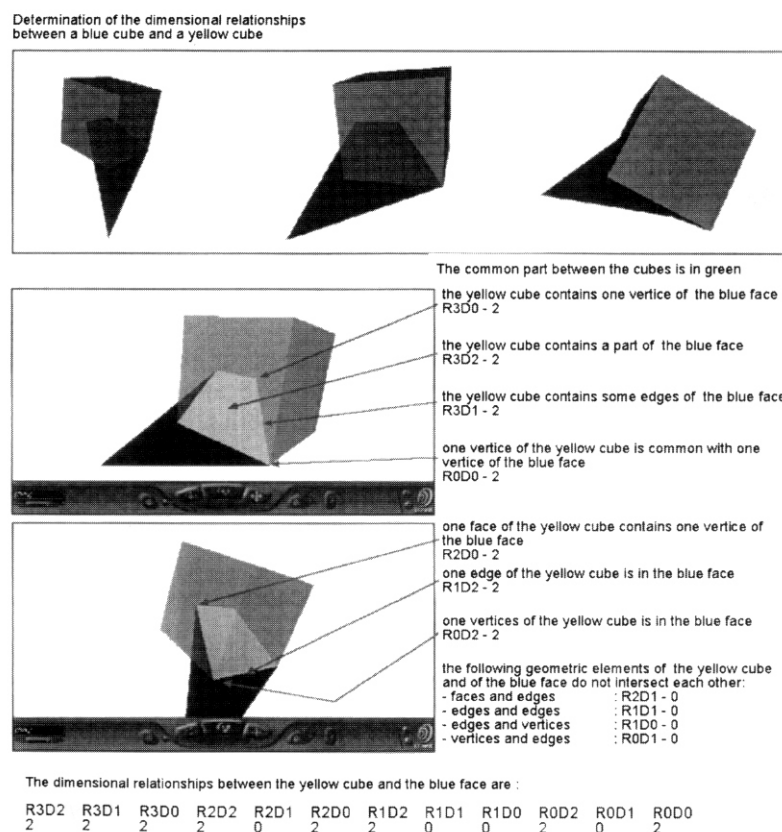 Determination of the dimensional relationships
between a blue cube and a yellow cube
The common part between the cubes is in green
the yellow cube contains one vertice of the blue face
R3D0 - 2
the yellow cube contains a part of the blue face
R3D2 - 2
the yellow cube contains some edges of the blue face
R3D1 - 2
one vertex of the yellow cube is common with one
vertice of the blue face
R0D0 - 2
one face of the yellow cube contains one vertex of
the blue face
R2D0 - 2
one edge of the yellow cube is in the blue face
R1D2 - 2
one vertices of the yellow cube is in the blue face
R0D2 - 2
the following geometric elements of the yellow cube
and of the blue face do not intersect each other:
- faces and edges : R2D1 - 0
- edges and edges : R1D1 - 0
- edges and vertices : R1D0 - 0
- vertices and edges : R0D1 - 0
The dimensional relationships between the yellow cube and the blue face are :
R3D2 R3D1 R3D0 R2D2 R2D1 R2D0 R1D2 R1D1 R1D0 R0D2 R0D1 R0D0
2 2 2 2 0 2 2 0 0 2 0 2